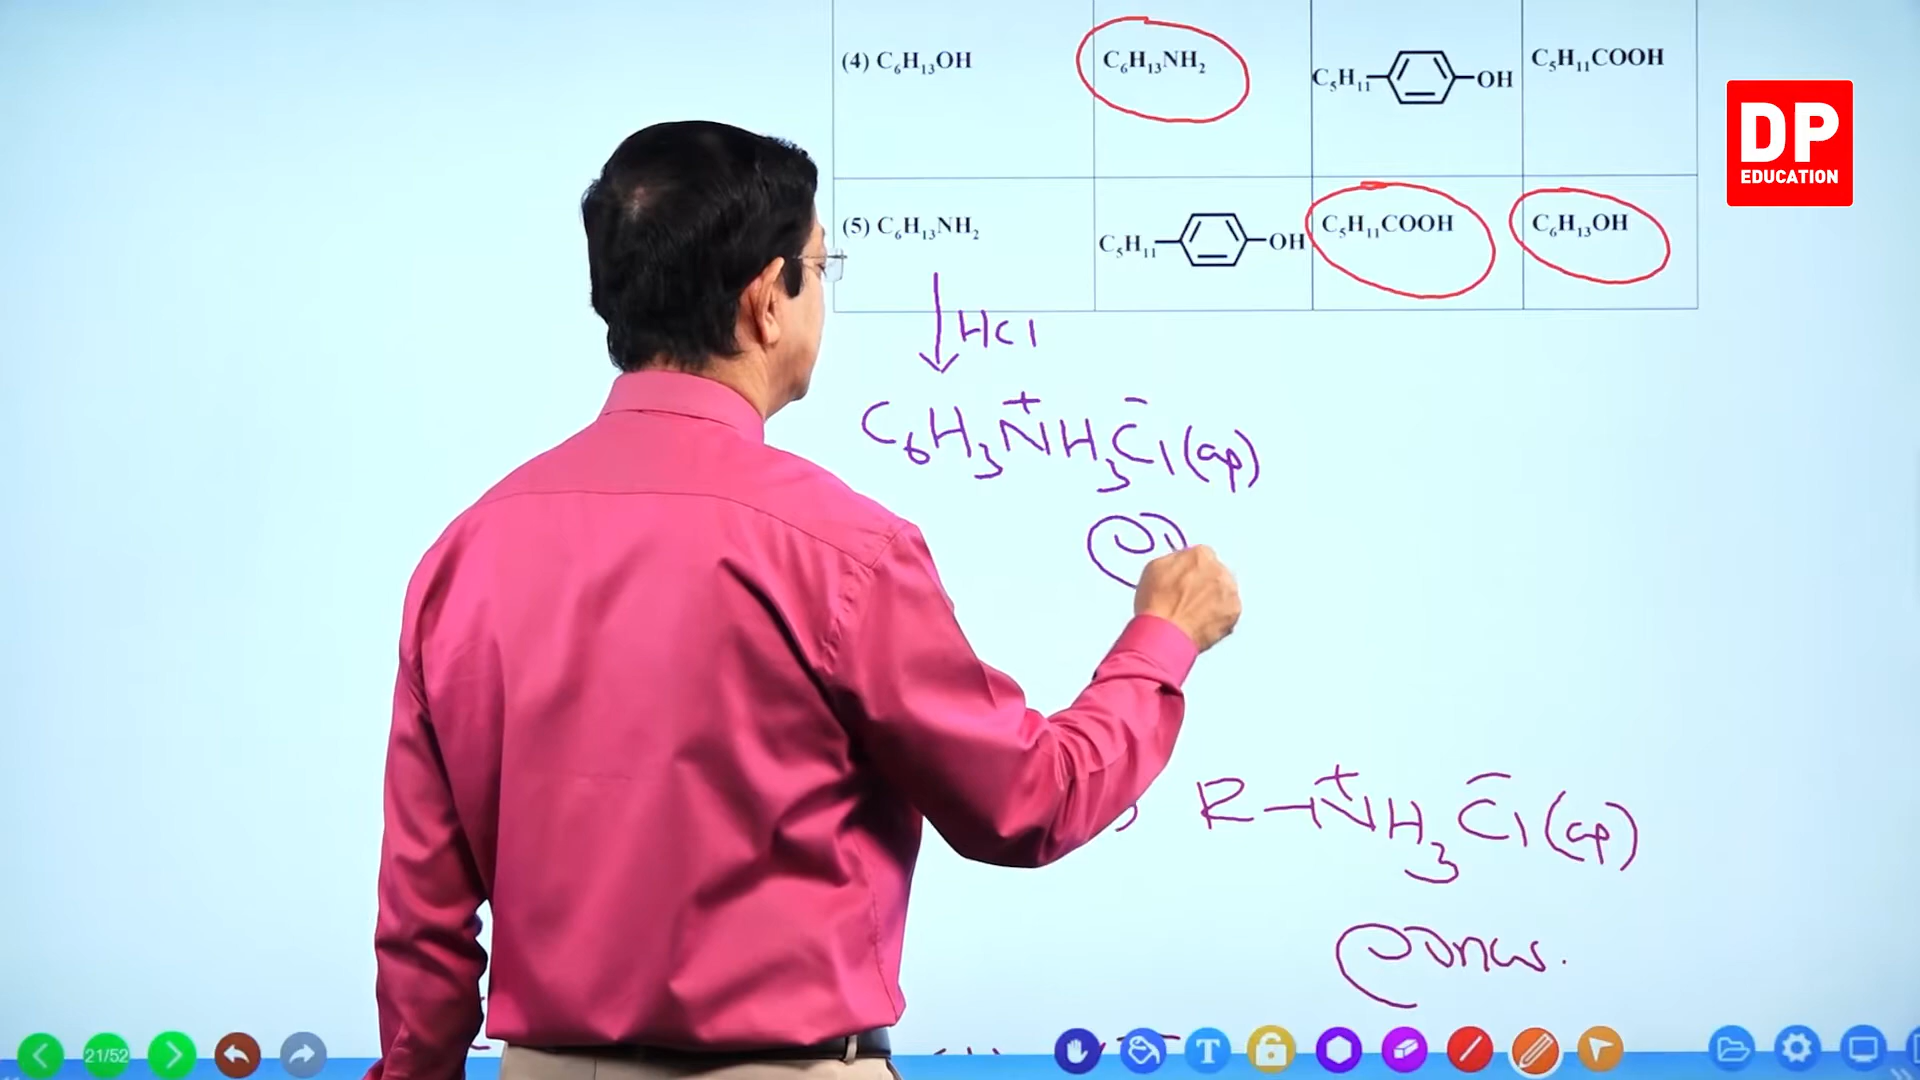 (4) C₆H₁₃OH C₆H₁₃NH₂ C₅H₁₁ OH C₅H₁₁COOH
DP
EDUCATION
(5) C₆H₁₃NH₂ C₅H₁₁ OH C₅H₁₁COOH C₆H₁₃OH
HCl
C₆H₃N⁺H₃Cl⁻(aq)
R-N⁺H₃Cl⁻(aq)
21/52
T